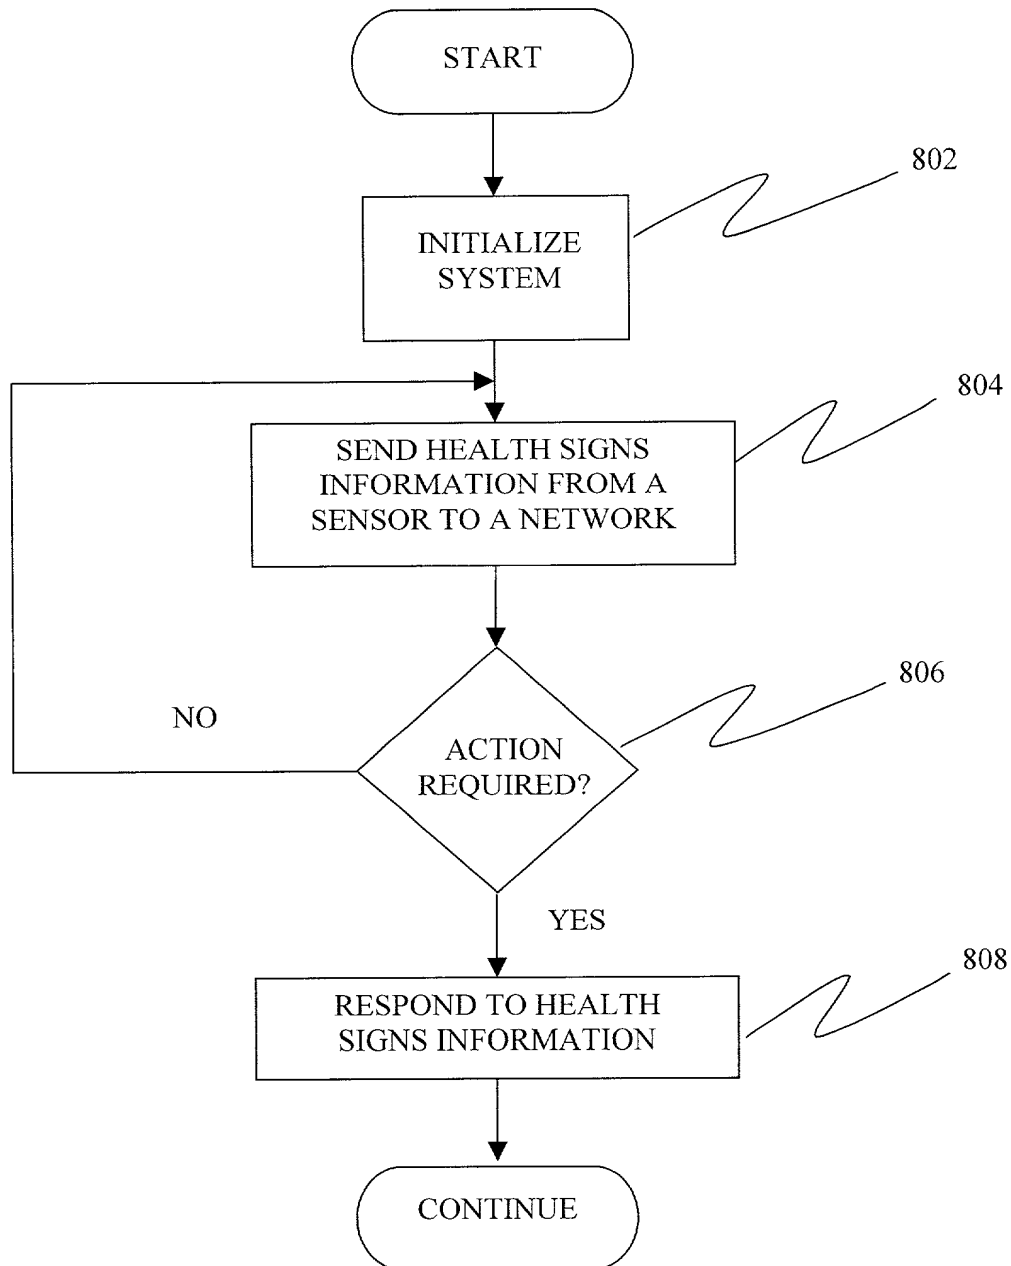 START
802
INITIALIZE
SYSTEM
804
SEND HEALTH SIGNS
INFORMATION FROM A
SENSOR TO A NETWORK
806
NO
ACTION
REQUIRED?
YES
808
RESPOND TO HEALTH
SIGNS INFORMATION
CONTINUE